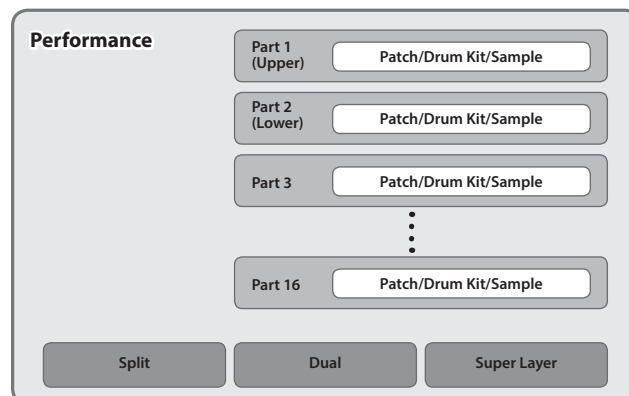 Performance
Part 1
(Upper)
Patch/Drum Kit/Sample
Part 2
(Lower)
Patch/Drum Kit/Sample
Part 3
Patch/Drum Kit/Sample
Part 16
Patch/Drum Kit/Sample
Split
Dual
Super Layer